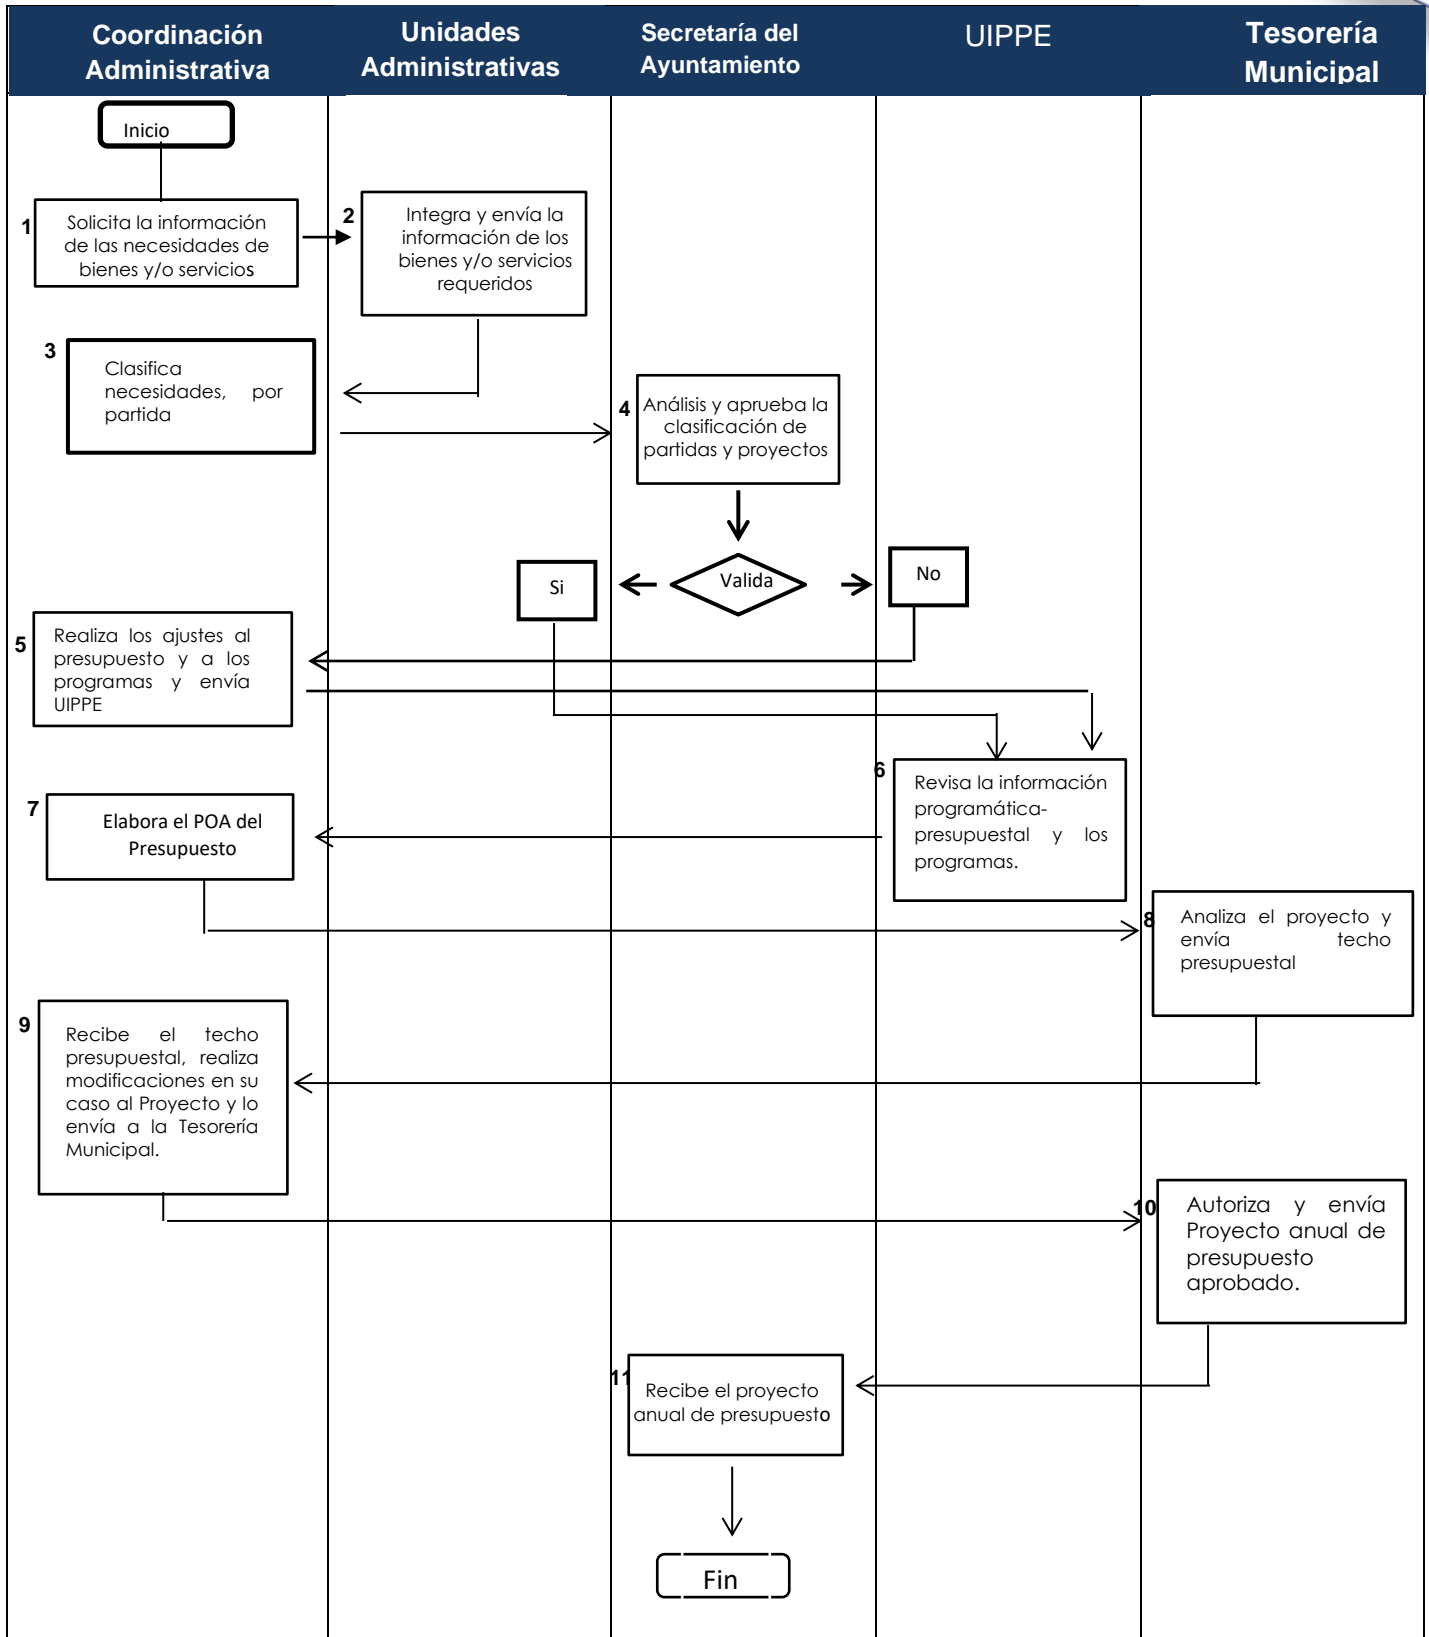 Coordinación
Administrativa
Unidades
Administrativas
Secretaría del
Ayuntamiento
UIPPE
Tesorería
Municipal
Inicio
1
Solicita la información
de las necesidades de
bienes y/o servicios
2
Integra y envía la
información de los
bienes y/o servicios
requeridos
3
Clasifica
necesidades, por
partida
4
Análisis y aprueba la
clasificación de
partidas y proyectos
Valida
Si
No
5
Realiza los ajustes al
presupuesto y a los
programas y envía
UIPPE
6
Revisa la información
programática-
presupuestal y los
programas.
7
Elabora el POA del
Presupuesto
8
Analiza el proyecto y
envía techo
presupuestal
9
Recibe el techo
presupuestal, realiza
modificaciones en su
caso al Proyecto y lo
envía a la Tesorería
Municipal.
10
Autoriza y envía
Proyecto anual de
presupuesto
aprobado.
11
Recibe el proyecto
anual de presupuesto
Fin